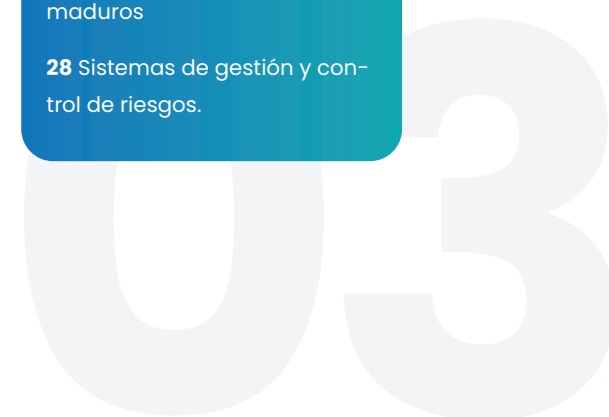 maduros
28 Sistemas de gestión y con-
trol de riesgos.
03